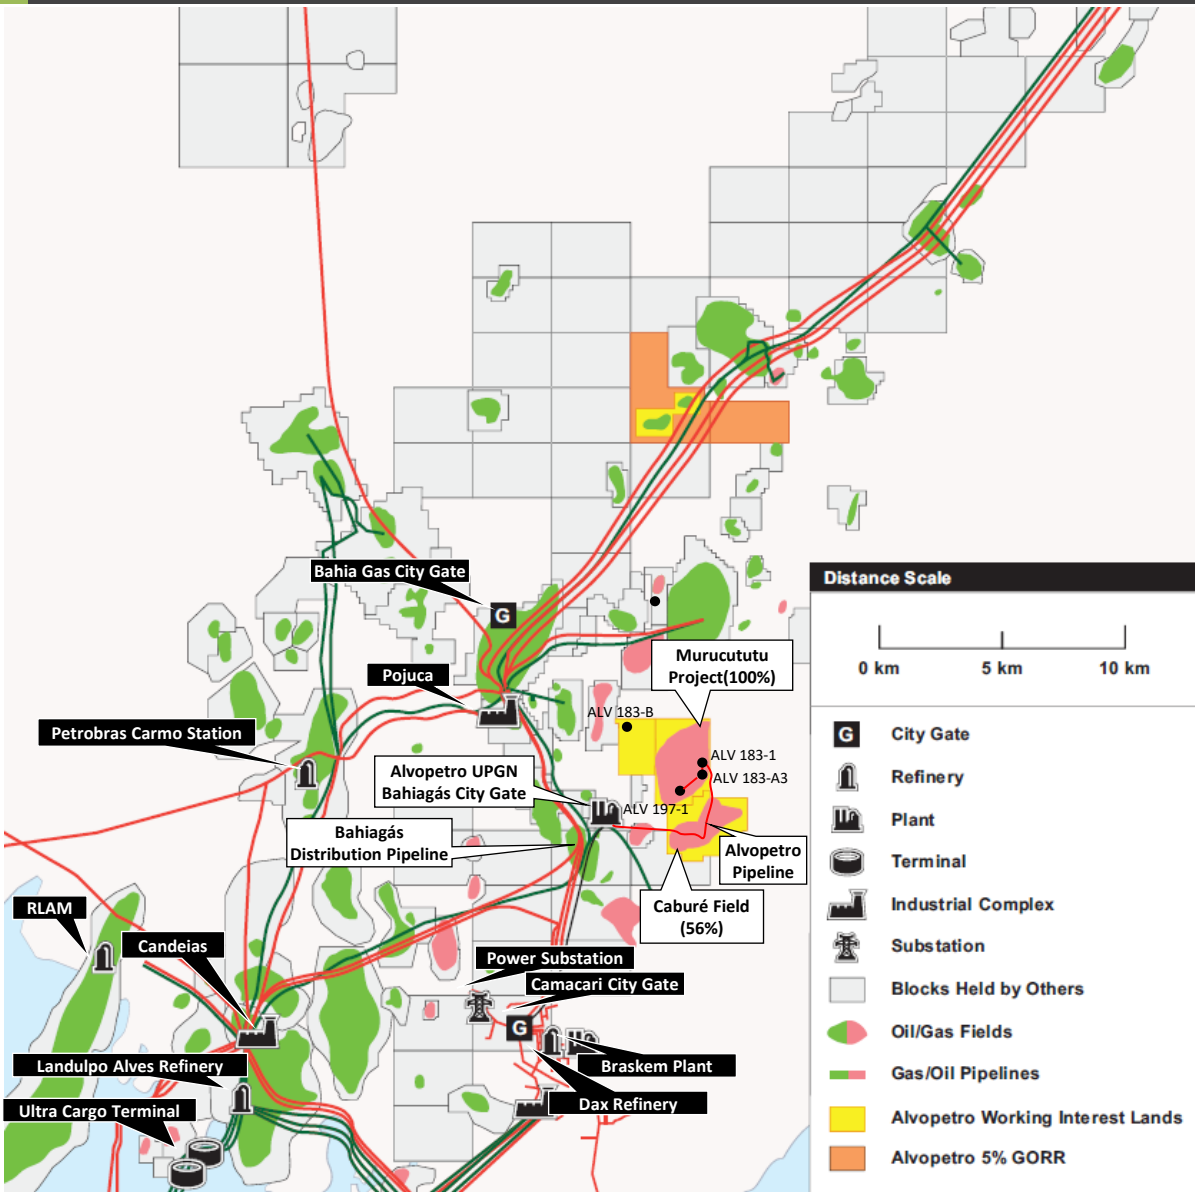 Bahia Gas City Gate
G
Pojuca
Murucututu
Project(100%)
ALV 183-B
Petrobras Carmo Station
ALV 183-1
ALV 183-A3
Alvopetro UPGN
Bahiagás City Gate
ALV 197-1
Bahiagás
Distribution Pipeline
Alvopetro
Pipeline
Caburé Field
(56%)
RLAM
Candeias
Power Substation
Camacari City Gate
G
Landulpo Alves Refinery
Braskem Plant
Ultra Cargo Terminal
Dax Refinery
Distance Scale
0 km
5 km
10 km
G
City Gate
Refinery
Plant
Terminal
Industrial Complex
Substation
Blocks Held by Others
Oil/Gas Fields
Gas/Oil Pipelines
Alvopetro Working Interest Lands
Alvopetro 5% GORR